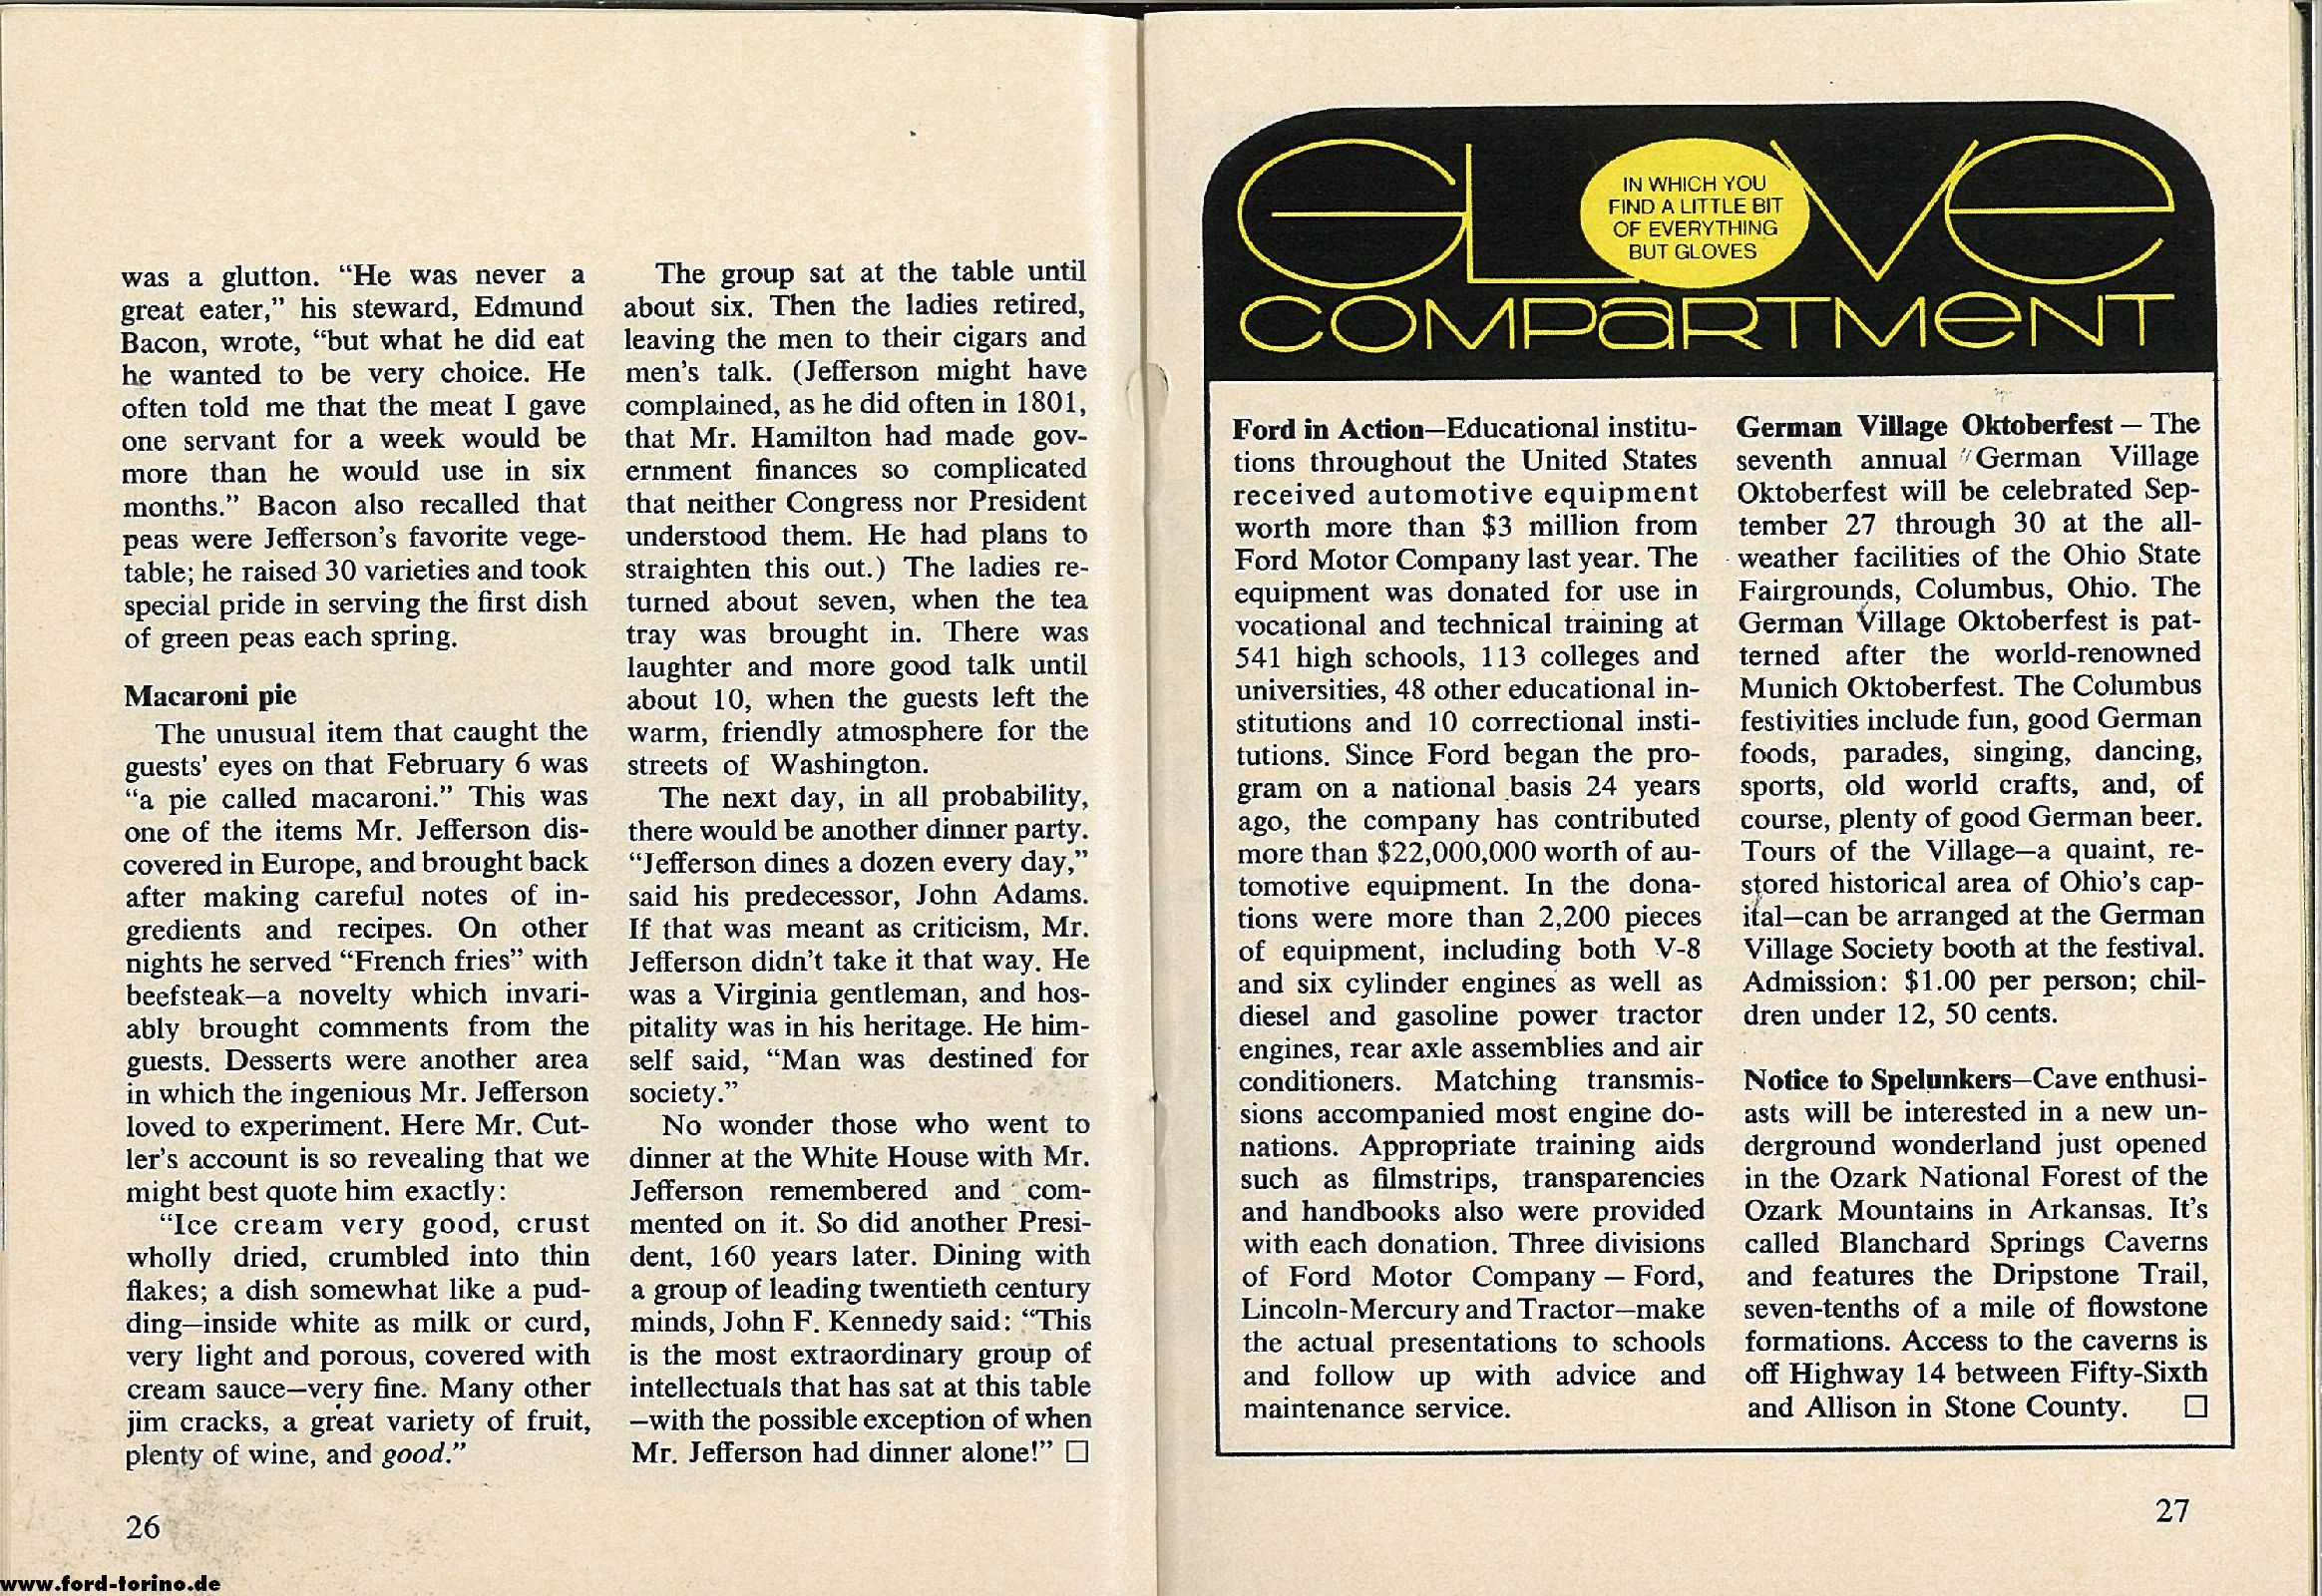 was a glutton. “He was never a
great eater,” his steward, Edmund
Bacon, wrote, “but what he did eat
he wanted to be very choice. He
often told me that the meat I gave
one servant for a week would be
more than he would use in six
months.” Bacon also recalled that
peas were Jefferson’s favorite vege-
table; he raised 30 varieties and took
special pride in serving the first dish
of green peas each spring.
Macaroni pie
The unusual item that caught the
guests’ eyes on that February 6 was
“a pie called macaroni.” This was
one of the items Mr. Jefferson dis-
covered in Europe, and brought back
after making careful notes of in-
gredients and recipes. On other
nights he served “French fries” with
beefsteak—a novelty which invari-
ably brought comments from the
guests. Desserts were another area
in which the ingenious Mr. Jefferson
loved to experiment. Here Mr. Cut-
ler’s account is so revealing that we
might best quote him exactly:
“Ice cream very good, crust
wholly dried, crumbled into thin
flakes; a dish somewhat like a pud-
ding—inside white as milk or curd,
very light and porous, covered with
cream sauce—very fine. Many other
jim cracks, a great variety of fruit,
plenty of wine, and good.”
26
The group sat at the table until
about six. Then the ladies retired,
leaving the men to their cigars and
men’s talk. (Jefferson might have
complained, as he did often in 1801,
that Mr. Hamilton had made gov-
ernment finances so complicated
that neither Congress nor President
understood them. He had plans to
straighten this out.) The ladies re-
turned about seven, when the tea
tray was brought in. There was
laughter and more good talk until
about 10, when the guests left the
warm, friendly atmosphere for the
streets of Washington.
The next day, in all probability,
there would be another dinner party.
“Jefferson dines a dozen every day,”
said his predecessor, John Adams.
If that was meant as criticism, Mr.
Jefferson didn’t take it that way. He
was a Virginia gentleman, and hos-
pitality was in his heritage. He him-
self said, “Man was destined for
society.”
No wonder those who went to
dinner at the White House with Mr.
Jefferson remembered and com-
mented on it. So did another Presi-
dent, 160 years later. Dining with
a group of leading twentieth century
minds, John F. Kennedy said: “This
is the most extraordinary group of
intellectuals that has sat at this table
—with the possible exception of when
Mr. Jefferson had dinner alone!” □
GLOVE
IN WHICH YOU
FIND A LITTLE BIT
OF EVERYTHING
BUT GLOVES
COMPARTMENT
Ford in Action—Educational institu-
tions throughout the United States
received automotive equipment
worth more than $3 million from
Ford Motor Company last year. The
equipment was donated for use in
vocational and technical training at
541 high schools, 113 colleges and
universities, 48 other educational in-
stitutions and 10 correctional insti-
tutions. Since Ford began the pro-
gram on a national basis 24 years
ago, the company has contributed
more than $22,000,000 worth of au-
tomotive equipment. In the dona-
tions were more than 2,200 pieces
of equipment, including both V-8
and six cylinder engines as well as
diesel and gasoline power tractor
engines, rear axle assemblies and air
conditioners. Matching transmis-
sions accompanied most engine do-
nations. Appropriate training aids
such as filmstrips, transparencies
and handbooks also were provided
with each donation. Three divisions
of Ford Motor Company — Ford,
Lincoln-Mercury and Tractor—make
the actual presentations to schools
and follow up with advice and
maintenance service.
German Village Oktoberfest — The
seventh annual German Village
Oktoberfest will be celebrated Sep-
tember 27 through 30 at the all-
weather facilities of the Ohio State
Fairgrounds, Columbus, Ohio. The
German Village Oktoberfest is pat-
terned after the world-renowned
Munich Oktoberfest. The Columbus
festivities include fun, good German
foods, parades, singing, dancing,
sports, old world crafts, and, of
course, plenty of good German beer.
Tours of the Village—a quaint, re-
stored historical area of Ohio’s cap-
ital—can be arranged at the German
Village Society booth at the festival.
Admission: $1.00 per person; chil-
dren under 12, 50 cents.
Notice to Spelunkers—Cave enthusi-
asts will be interested in a new un-
derground wonderland just opened
in the Ozark National Forest of the
Ozark Mountains in Arkansas. It’s
called Blanchard Springs Caverns
and features the Dripstone Trail,
seven-tenths of a mile of flowstone
formations. Access to the caverns is
off Highway 14 between Fifty-Sixth
and Allison in Stone County. □
27
www.ford-torino.de